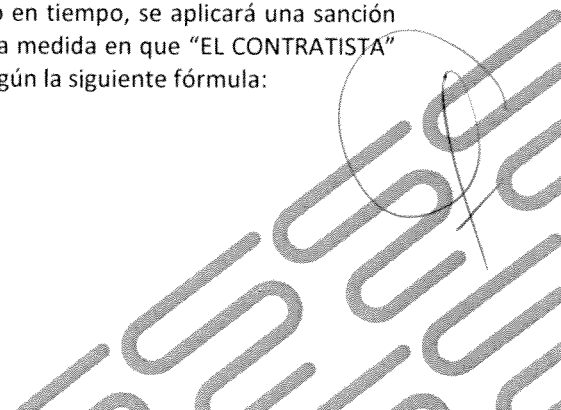 o en tiempo, se aplicará una sanción
a medida en que “EL CONTRATISTA”
gún la siguiente fórmula: